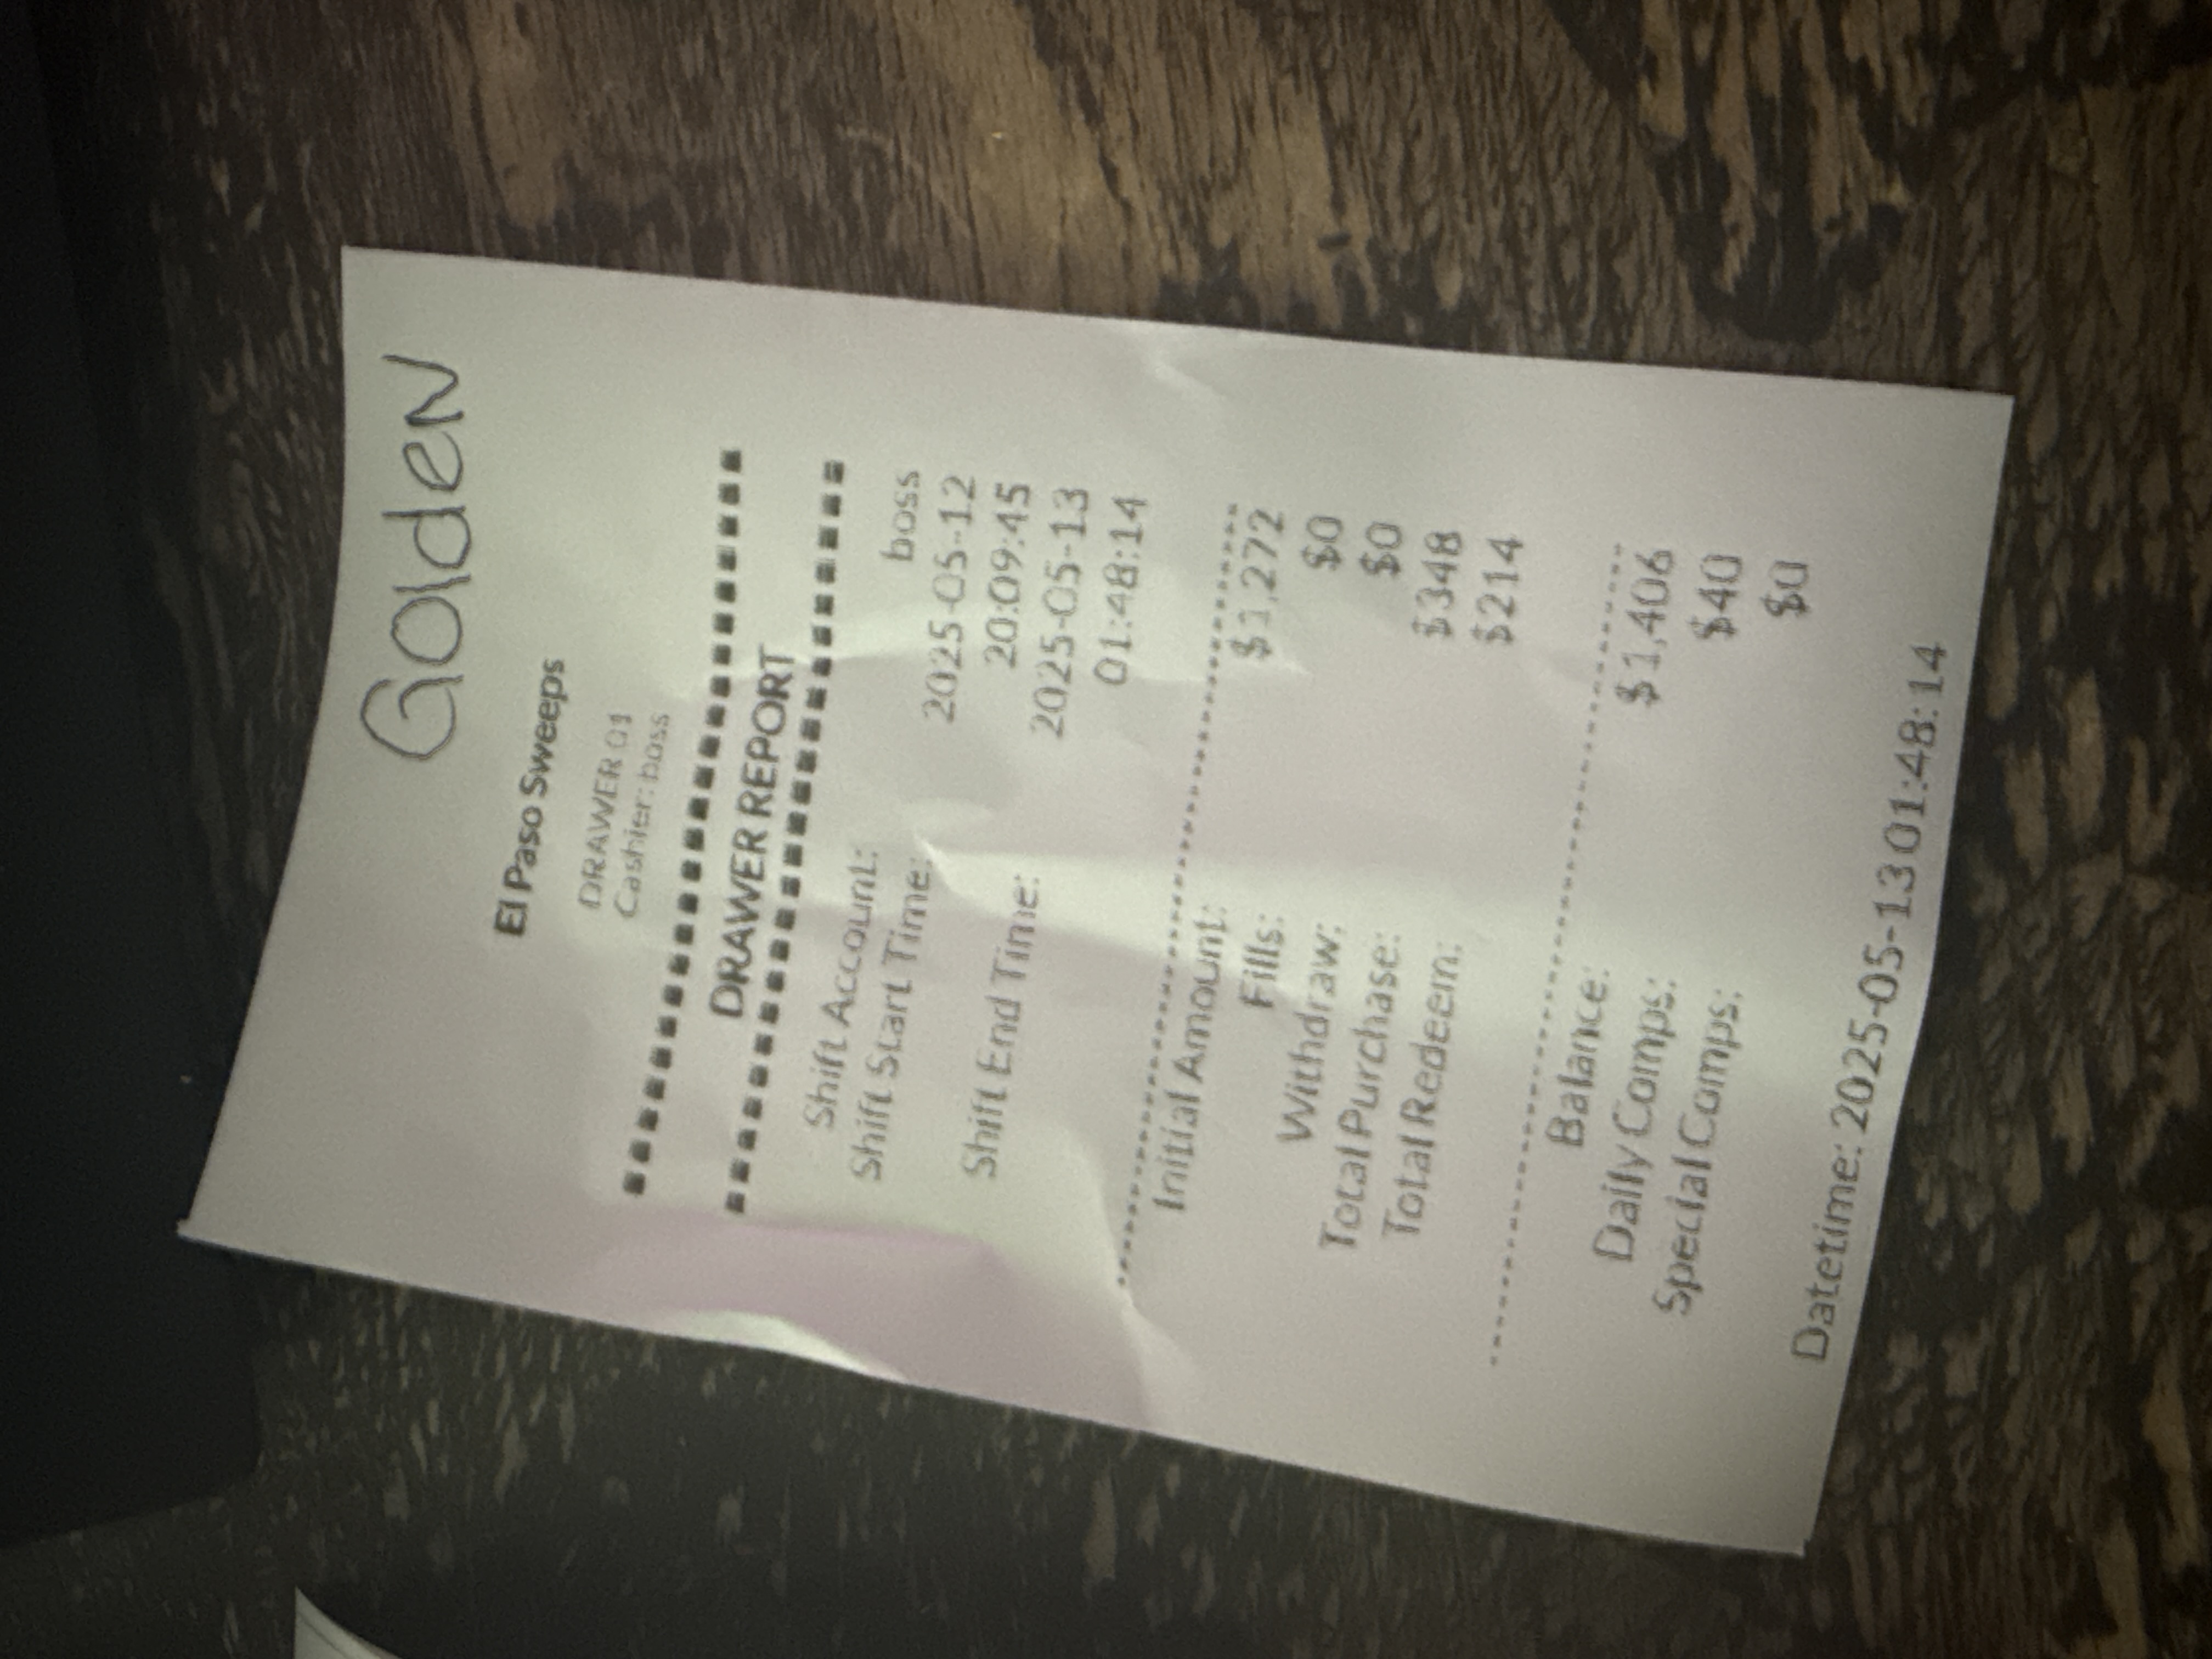 Golden
El Paso Sweeps
DRAWER 01
Cashier: boss
DRAWER REPORT
Shift Account: boss
Shift Start Time: 2025-05-12
20:09:45
Shift End Time: 2025-05-13
01:48:14
Initial Amount: $1,272
Fills: $0
Withdraw: $0
Total Purchase: $348
Total Redeem: $214
Balance: $1,406
Daily Comps: $40
Special Comps: $0
Datetime: 2025-05-13 01:48:14